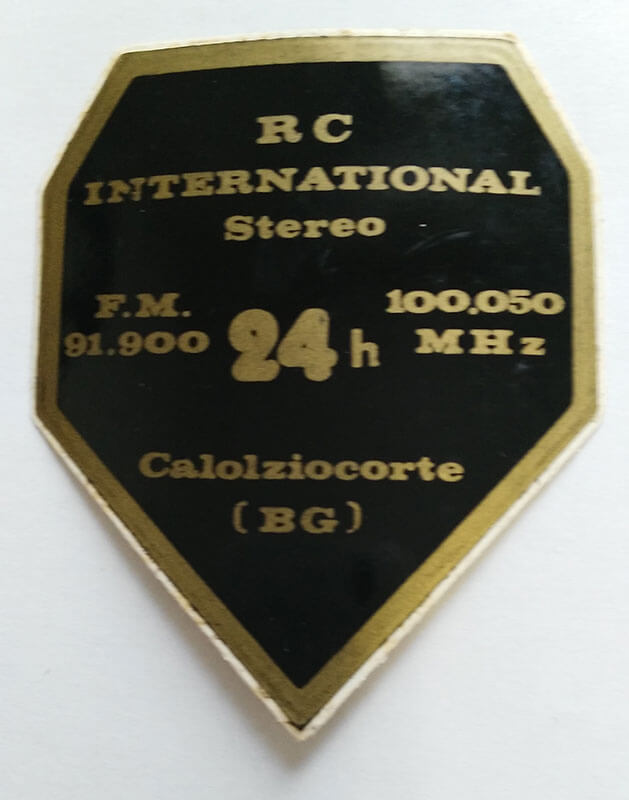 RC
INTERNATIONAL
Stereo
F.M.
91.900
24 h
100.050
MHz
Calolziocorte
(BG)